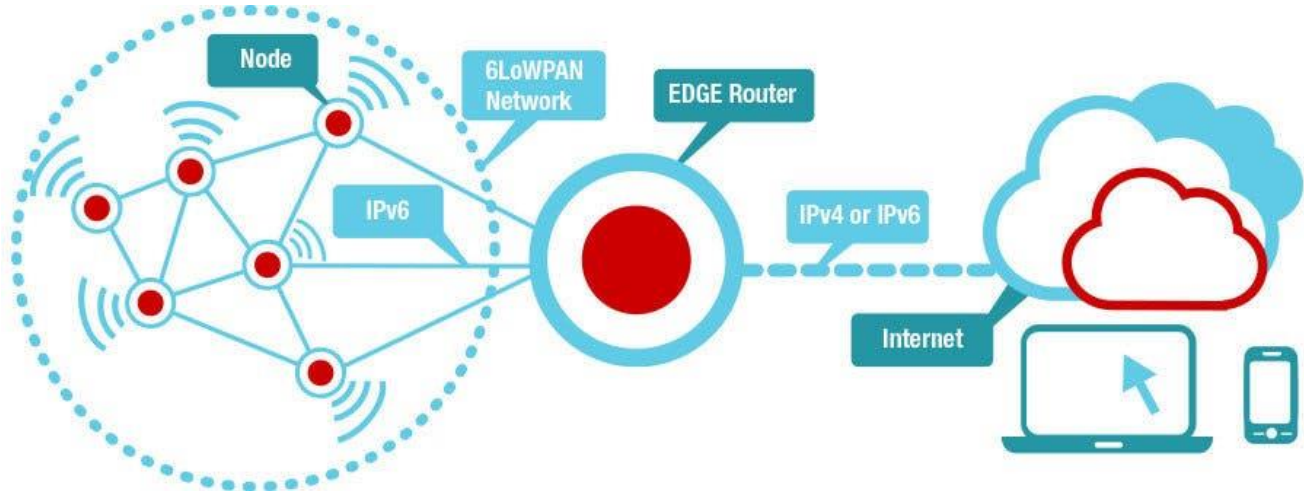 Node
6LoWPAN
Network
EDGE Router
IPv6
IPv4 or IPv6
Internet